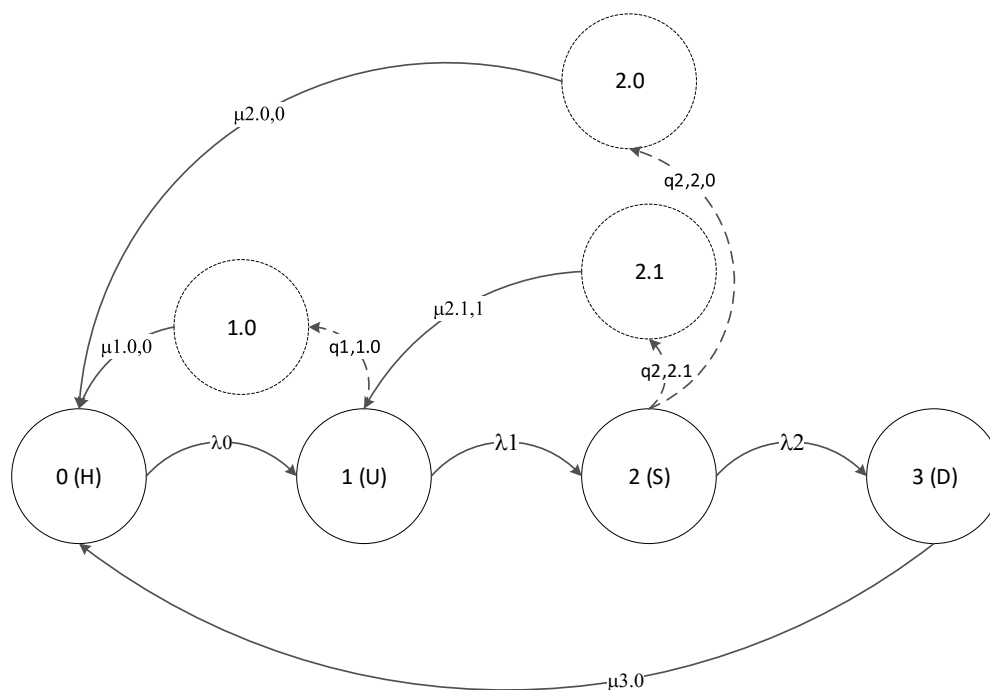 2.0
μ2.0,0
q2,2,0
2.1
μ2.1,1
1.0
μ1.0,0
q1,1.0
q2,2.1
λ0
λ1
λ2
0 (H)
1 (U)
2 (S)
3 (D)
μ3.0